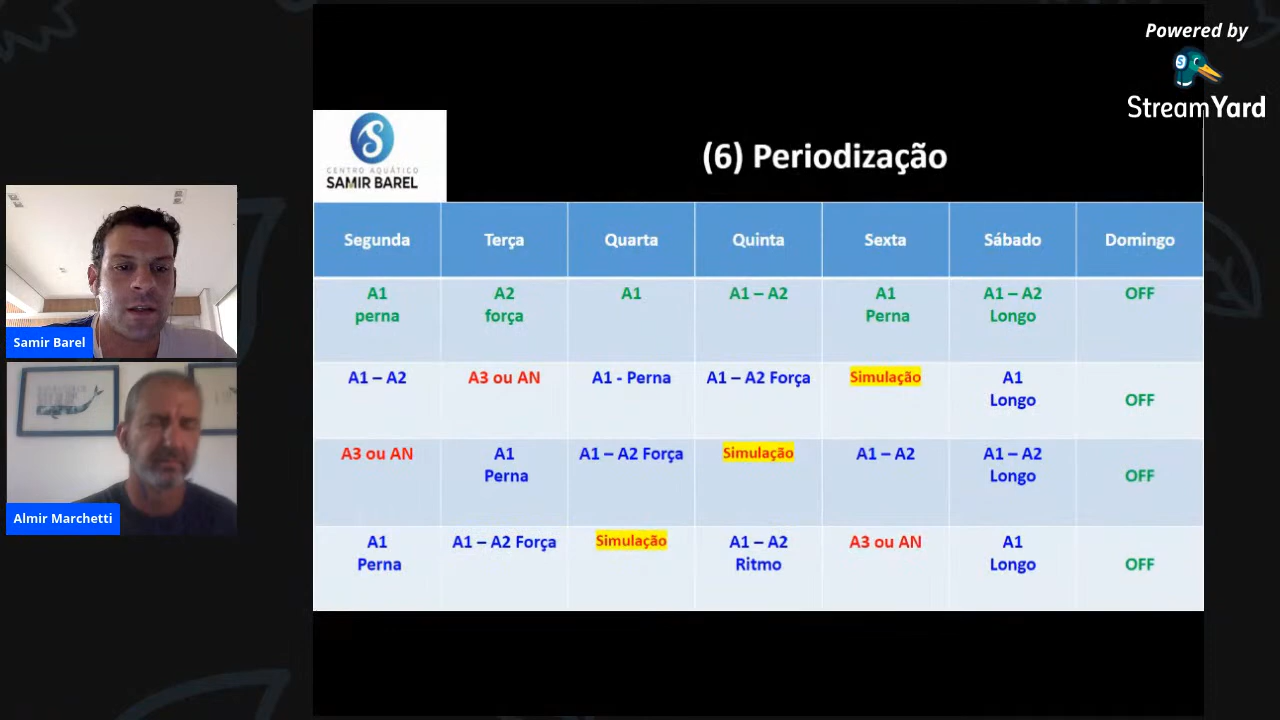 Powered by
StreamYard
CENTRO AQUÁTICO
SAMIR BAREL
(6) Periodização
Segunda Terça Quarta Quinta Sexta Sábado Domingo
A1 A2 A1 A1 – A2 A1 A1 – A2 OFF
perna força Perna Longo
A1 – A2 A3 ou AN A1 - Perna A1 – A2 Força Simulação A1
Longo OFF
A3 ou AN A1 A1 – A2 Força Simulação A1 – A2 A1 – A2
Perna Longo OFF
A1 A1 – A2 Força Simulação A1 – A2 A3 ou AN A1
Perna Ritmo Longo OFF
Samir Barel
Almir Marchetti